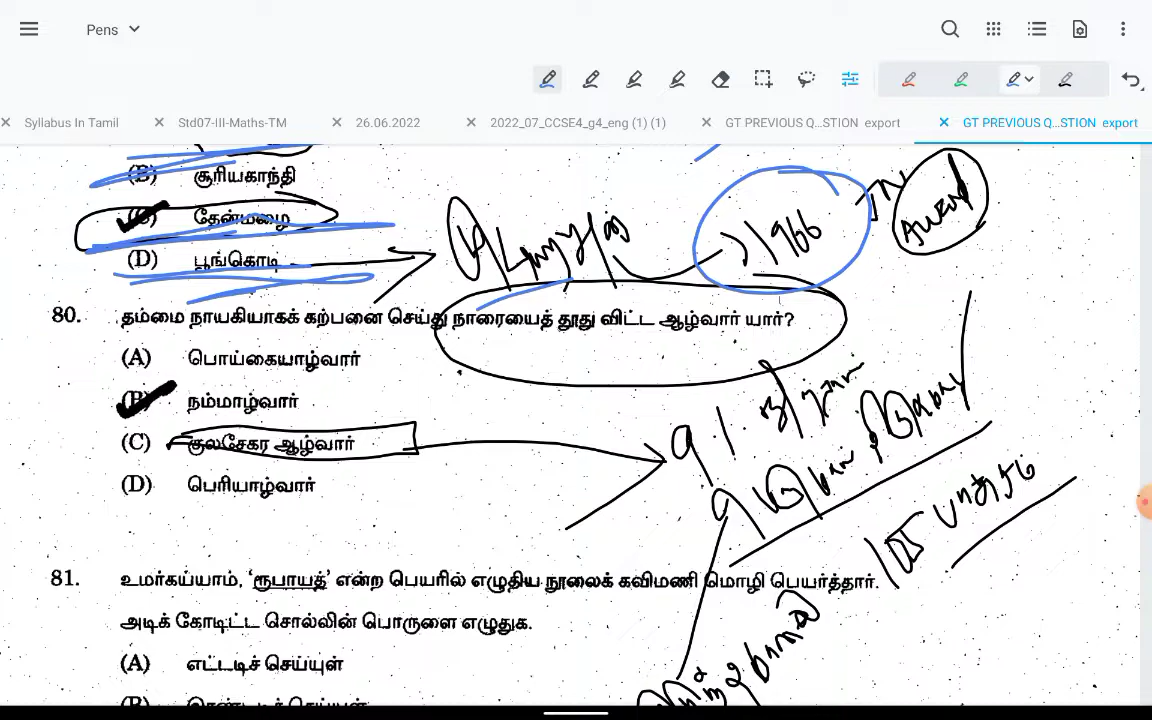 Pens
Syllabus In Tamil
Std07-III-Maths-TM
26.06.2022
2022_07_CCSE4_g4_eng (1) (1)
GT PREVIOUS Q...STION export
GT PREVIOUS Q...STION export
(B) சூரியகாந்தி
(C) தேன்மழை
(D) பூங்கொடி
1966
Award
80. தம்மை நாயகியாகக் கற்பனை செய்து நாரையைத் தூது விட்ட ஆழ்வார் யார்?
(A) பொய்கையாழ்வார்
(B) நம்மாழ்வார்
(C) குலசேகர ஆழ்வார்
(D) பெரியாழ்வார்
81. உமர்கய்யாம், 'ரூபாயத்' என்ற பெயரில் எழுதிய நூலைக் கவிமணி மொழி பெயர்த்தார்.
அடிக் கோடிட்ட சொல்லின் பொருளை எழுதுக.
(A) எட்டடிச் செய்யுள்